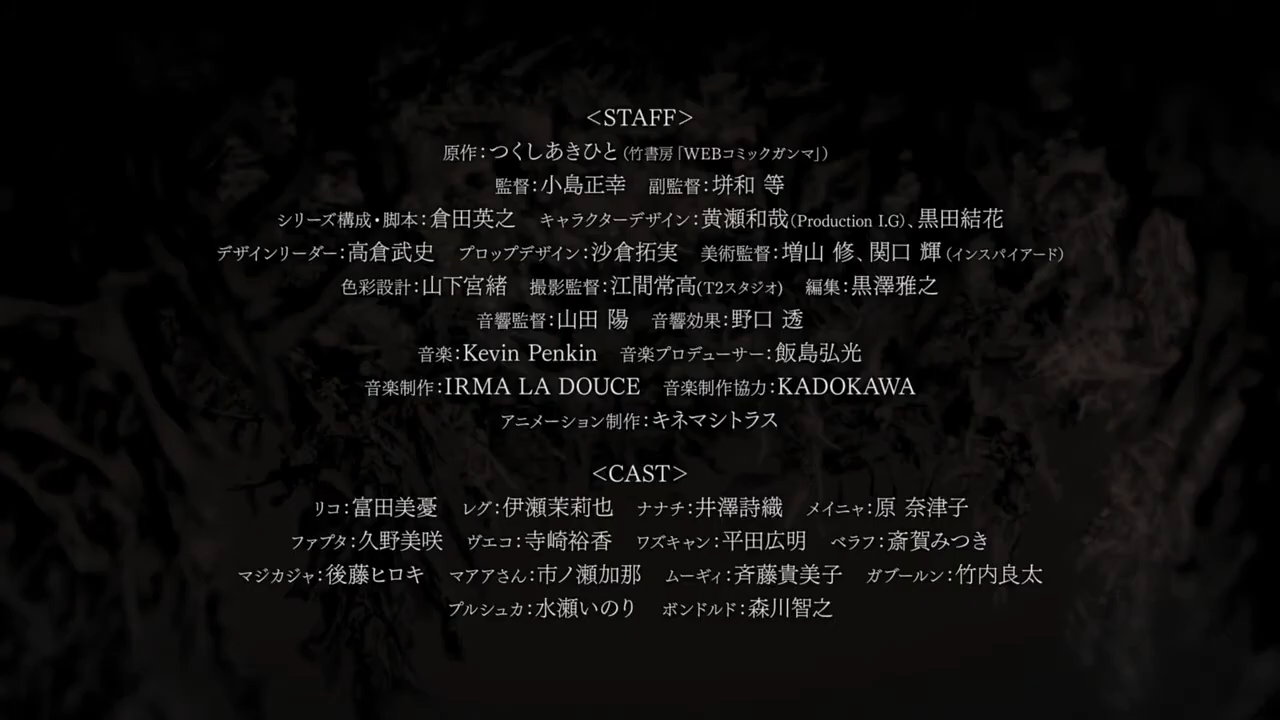 <STAFF>
原作：つくしあきひと（竹書房「WEBコミックガンマ」）
監督：小島正幸　副監督：垪和 等
シリーズ構成・脚本：倉田英之　キャラクターデザイン：黄瀬和哉（Production I.G）、黒田結花
デザインリーダー：高倉武史　プロップデザイン：沙倉拓実　美術監督：増山 修、関口 輝（インスパイアード）
色彩設計：山下宮緒　撮影監督：江間常高(T2スタジオ)　編集：黒澤雅之
音響監督：山田 陽　音響効果：野口 透
音楽：Kevin Penkin　音楽プロデューサー：飯島弘光
音楽制作：IRMA LA DOUCE　音楽制作協力：KADOKAWA
アニメーション制作：キネマシトラス
<CAST>
リコ：富田美憂　レグ：伊瀬茉莉也　ナナチ：井澤詩織　メイニャ：原 奈津子
ファプタ：久野美咲　ヴエコ：寺崎裕香　ワズキャン：平田広明　ベラフ：斎賀みつき
マジカジャ：後藤ヒロキ　マアアさん：市ノ瀬加那　ムーギィ：斉藤貴美子　ガブールン：竹内良太
プルシュカ：水瀬いのり　ボンドルド：森川智之